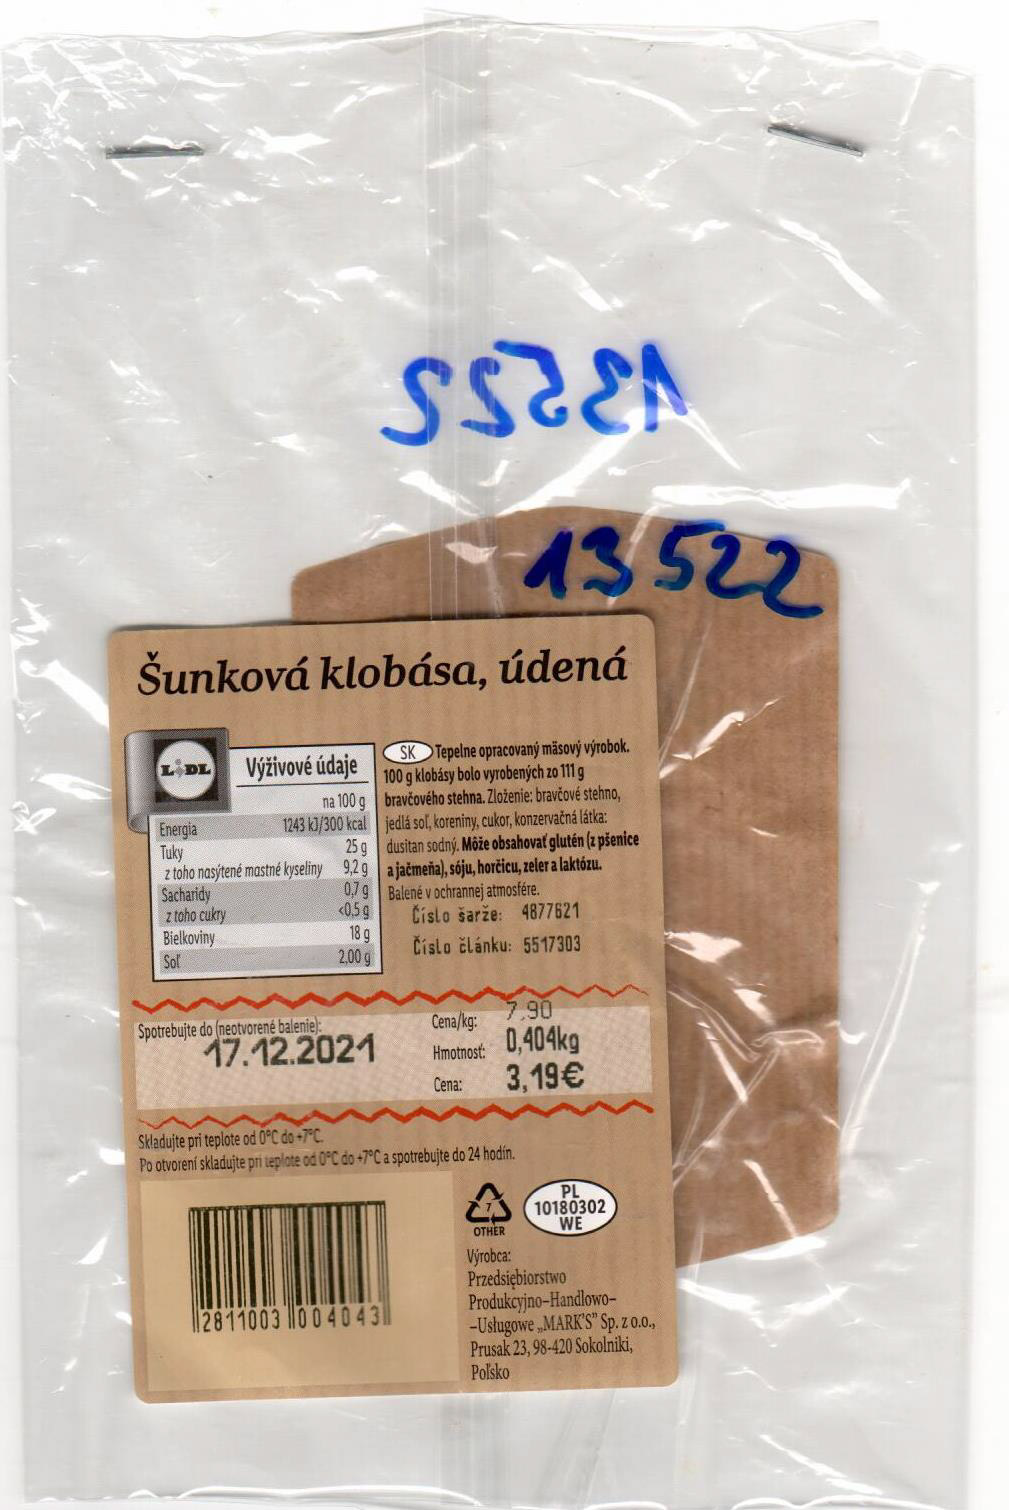 13522
13522
Šunková klobása, údená
LIDL
Výživové údaje
na 100 g
Energia 1243 kJ/300 kcal
Tuky 25 g
z toho nasýtené mastné kyseliny 9,2 g
Sacharidy 0,7 g
z toho cukry <0,5 g
Bielkoviny 18 g
Soľ 2,00 g
SK Tepelne opracovaný mäsový výrobok.
100 g klobásy bolo vyrobených zo 111 g
bravčového stehna. Zloženie: bravčové stehno,
jedlá soľ, koreniny, cukor, konzervačná látka:
dusitan sodný. Môže obsahovať glutén (z pšenice
a jačmeňa), sóju, horčicu, zeler a laktózu.
Balené v ochrannej atmosfére.
Číslo šarže: 4877621
Číslo článku: 5517303
Spotrebujte do (neotvorené balenie):
17.12.2021
Cena/kg: 7.90
Hmotnosť: 0,404kg
Cena: 3,19€
Skladujte pri teplote od 0°C do +7°C.
Po otvorení skladujte pri teplote od 0°C do +7°C a spotrebujte do 24 hodín.
2811003 004043
7
OTHER
PL
10180302
WE
Výrobca:
Przedsiębiorstwo
Produkcyjno-Handlowo-
-Usługowe „MARK'S” Sp. z o.o.,
Prusak 23, 98-420 Sokolniki,
Poľsko